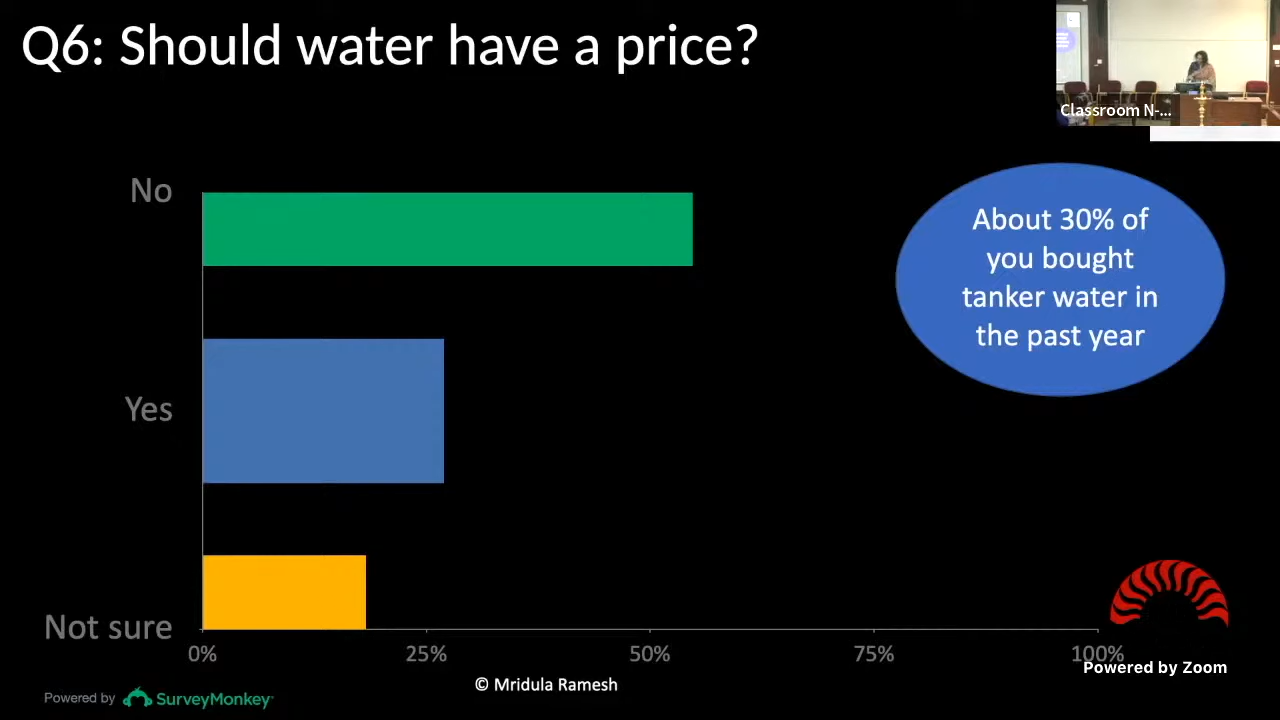 Q6: Should water have a price?
Classroom N-...
No
About 30% of
you bought
tanker water in
the past year
Yes
Not sure
0%
25%
50%
75%
100%
Powered by Zoom
© Mridula Ramesh
Powered by SurveyMonkey